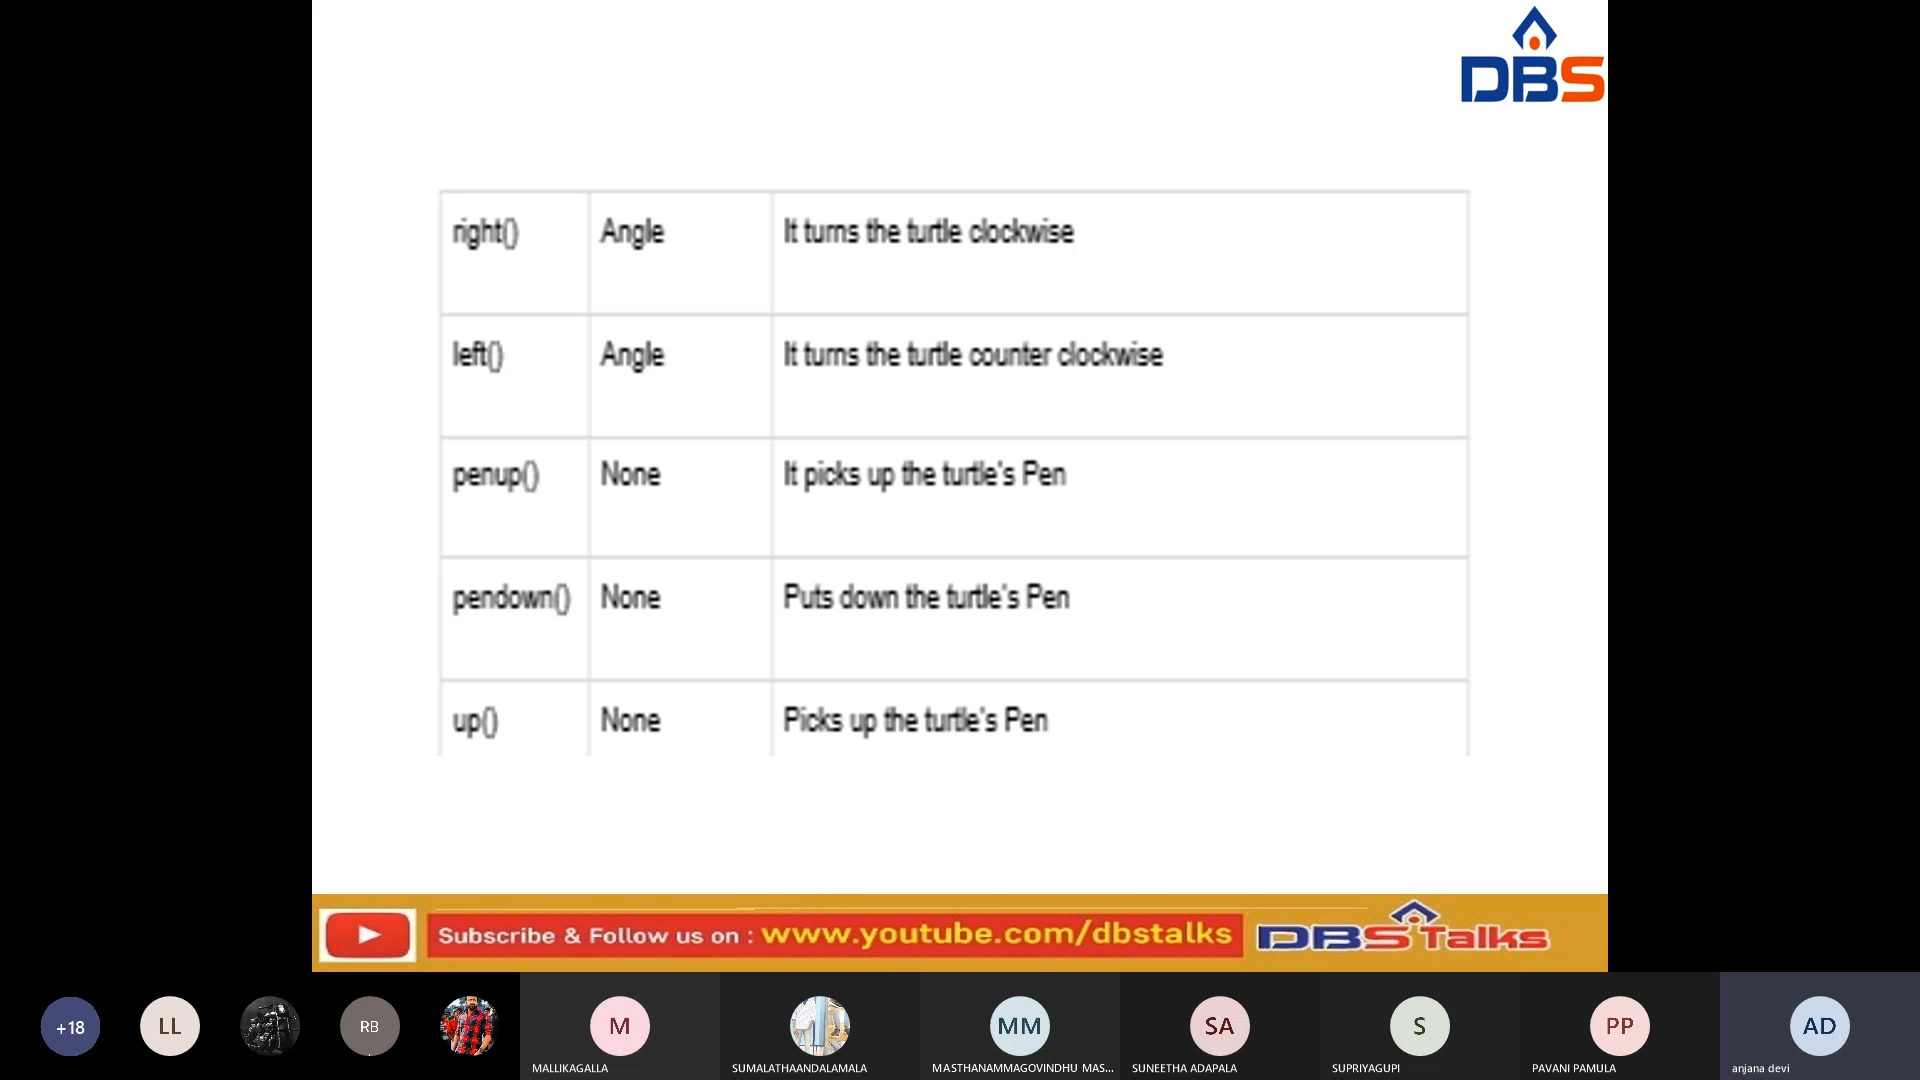 DBS
right() Angle It turns the turtle clockwise
left() Angle It turns the turtle counter clockwise
penup() None It picks up the turtle's Pen
pendown() None Puts down the turtle's Pen
up() None Picks up the turtle's Pen
Subscribe & Follow us on : www.youtube.com/dbstalks DBS Talks
+18 LL RB M MM SA S PP AD
MALLIKAGALLA SUMALATHAANDALAMALA MASTHANAMMAGOVINDHU MAS... SUNEETHA ADAPALA SUPRIYAGUPI PAVANI PAMULA anjana devi